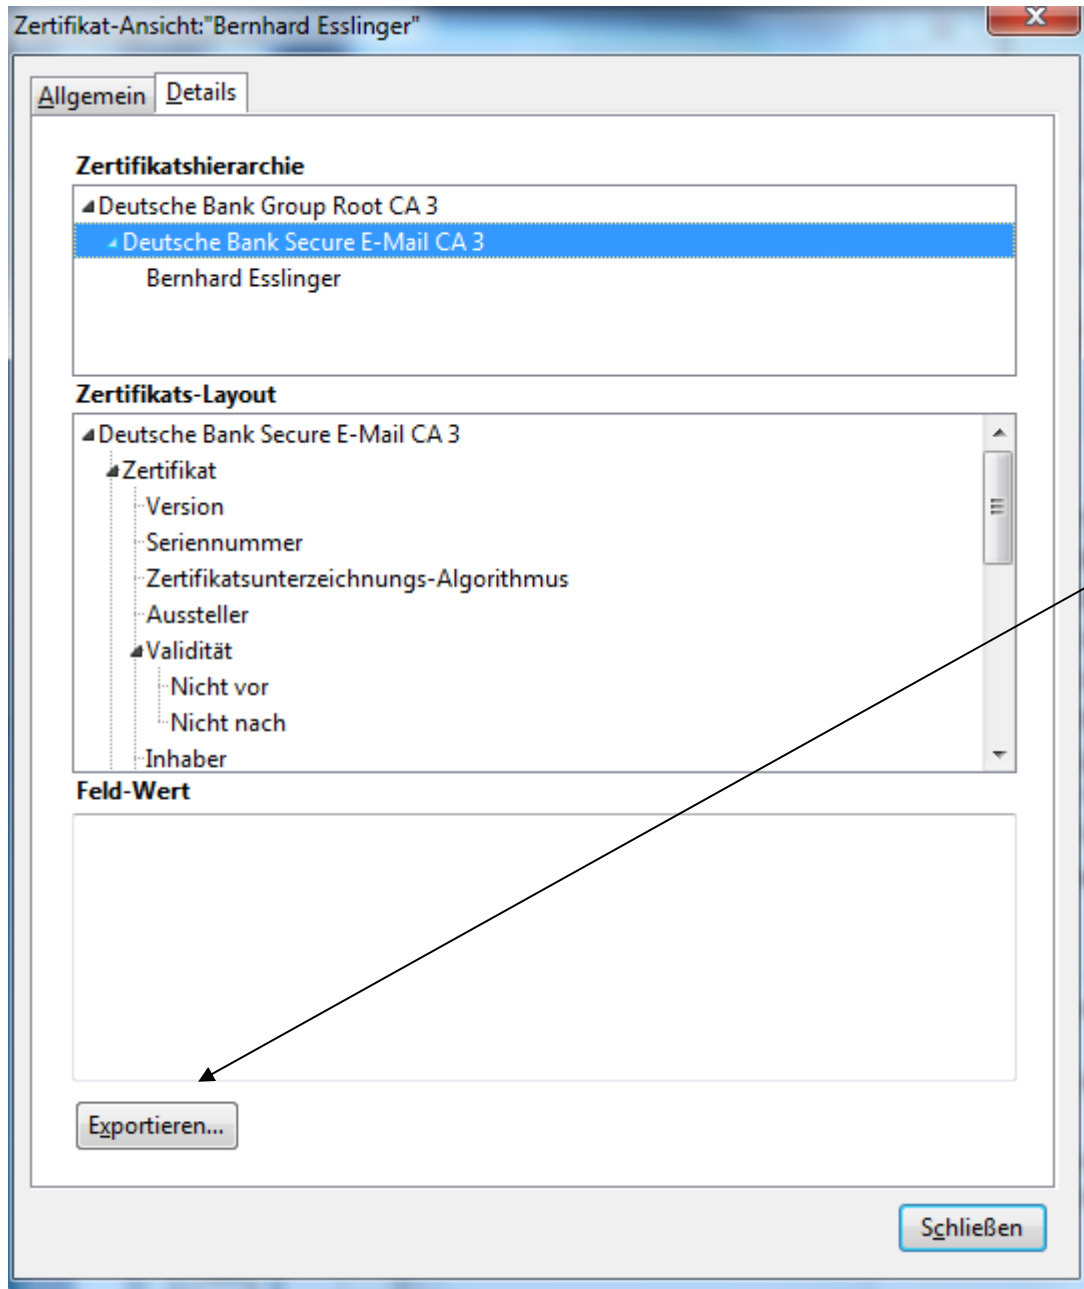 Zertifikat-Ansicht:"Bernhard Esslinger"
x
Allgemein Details
Zertifikatshierarchie
Deutsche Bank Group Root CA 3
Deutsche Bank Secure E-Mail CA 3
Bernhard Esslinger
Zertifikats-Layout
Deutsche Bank Secure E-Mail CA 3
Zertifikat
Version
Seriennummer
Zertifikatsunterzeichnungs-Algorithmus
Aussteller
Validität
Nicht vor
Nicht nach
Inhaber
Feld-Wert
Exportieren...
Schließen